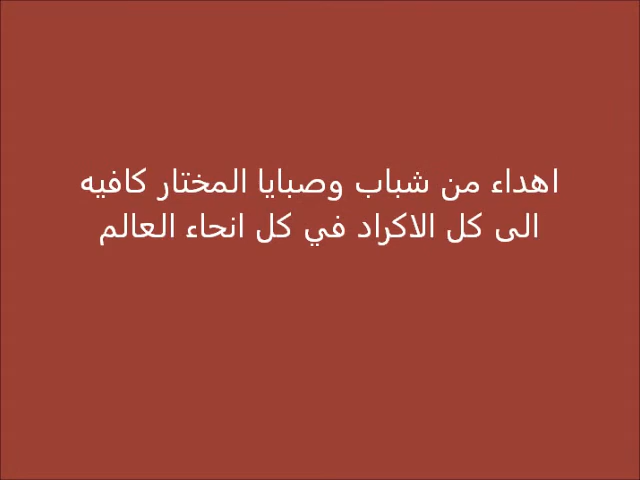 اهداء من شباب وصبايا المختار كافيه
الى كل الاكراد في كل انحاء العالم